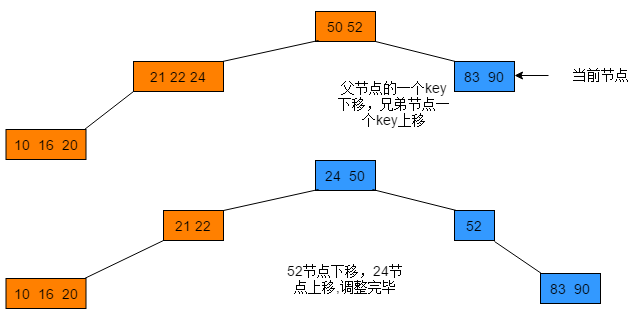 50 52
21 22 24
83 90
当前节点
父节点的一个key
下移，兄弟节点一
个key上移
10 16 20
24 50
21 22
52
52节点下移，24节
点上移,调整完毕
10 16 20
83 90